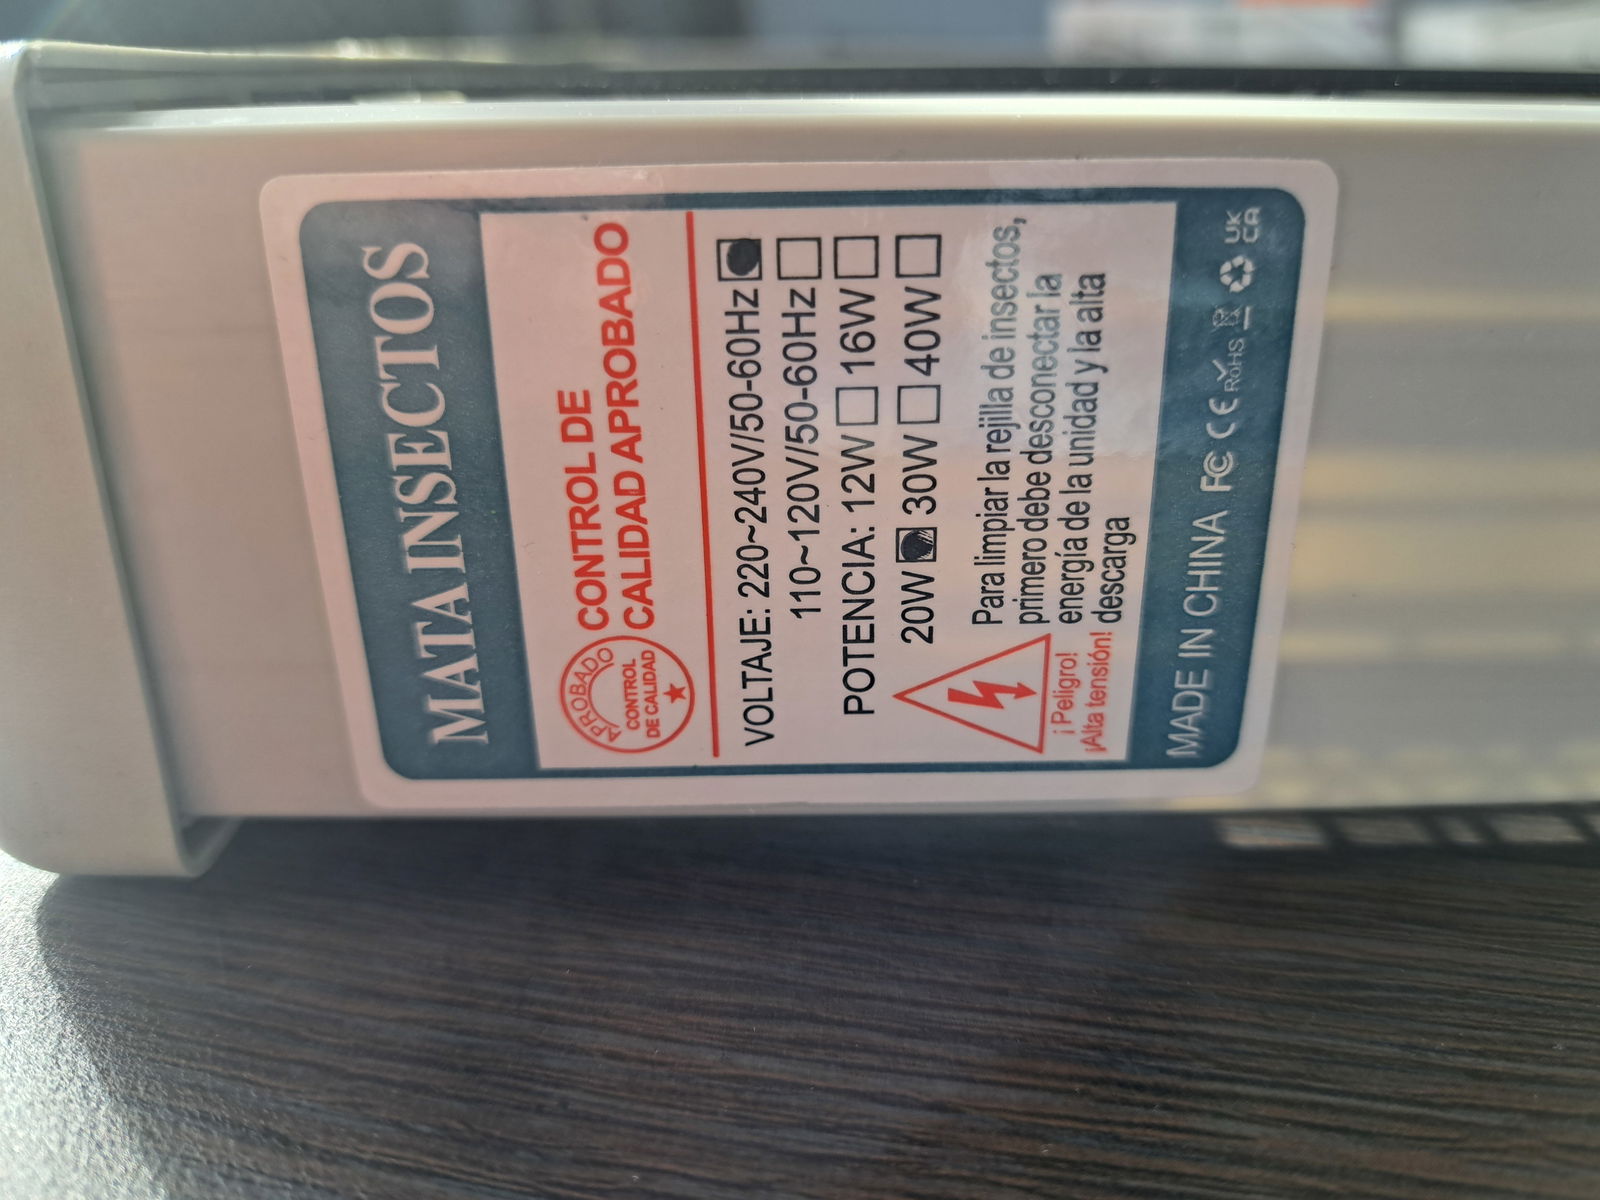 MATA INSECTOS
APROBADO
CONTROL
DE CALIDAD
CONTROL DE
CALIDAD APROBADO
VOLTAJE: 220~240V/50-60Hz
110~120V/50-60Hz
POTENCIA: 12W 16W
20W 30W 40W
¡Peligro!
¡Alta tensión!
Para limpiar la rejilla de insectos,
primero debe desconectar la
energía de la unidad y la alta
descarga
MADE IN CHINA FC CE RoHS UK CA